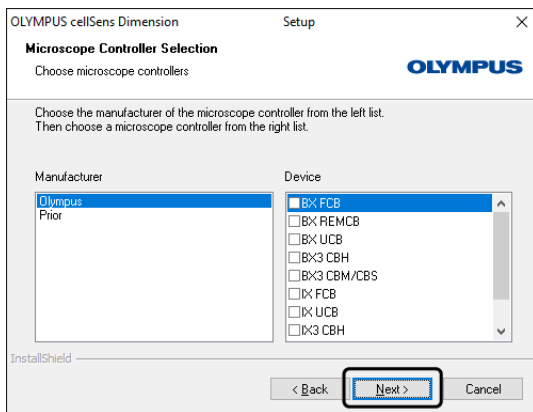 OLYMPUS cellSens Dimension Setup
Microscope Controller Selection
Choose microscope controllers
OLYMPUS
Choose the manufacturer of the microscope controller from the left list.
Then choose a microscope controller from the right list.
Manufacturer
Olympus
Prior
Device
BX FCB
BX REMCB
BX UCB
BX3 CBH
BX3 CBM/CBS
IX FCB
IX UCB
IX3 CBH
InstallShield
< Back
Next >
Cancel